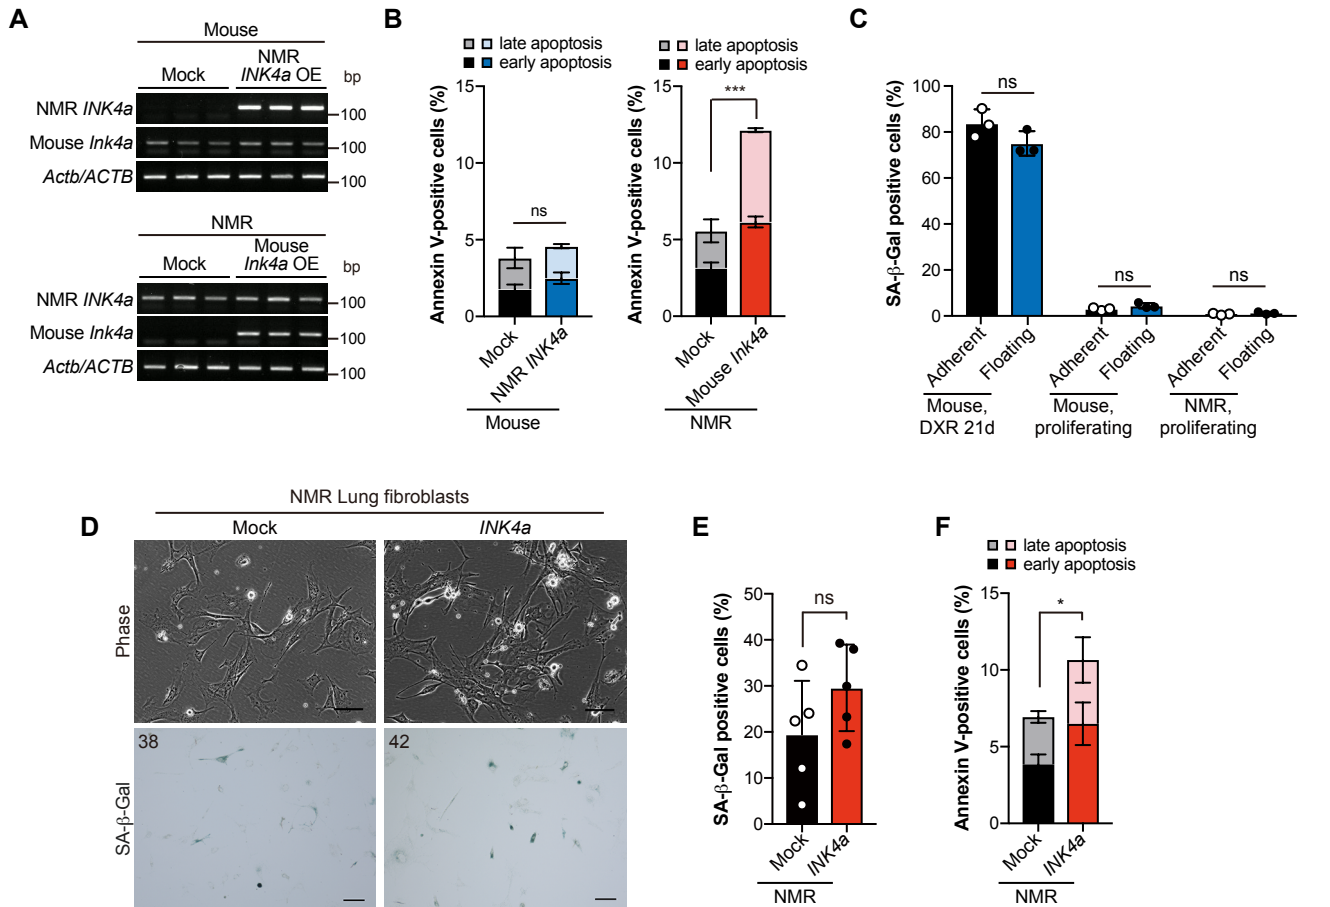 A
Mouse
Mock
NMR
INK4a OE
bp
NMR INK4a
100
Mouse Ink4a
100
Actb/ACTB
100
NMR
Mock
Mouse
Ink4a OE
bp
NMR INK4a
100
Mouse Ink4a
100
Actb/ACTB
100
B
late apoptosis
early apoptosis
Annexin V-positive cells (%)
15
10
5
0
ns
Mock
NMR INK4a
Mouse
late apoptosis
early apoptosis
Annexin V-positive cells (%)
15
10
5
0
***
Mock
Mouse Ink4a
NMR
C
SA-β-Gal positive cells (%)
100
80
60
40
20
0
ns
ns
ns
Adherent
Floating
Adherent
Floating
Adherent
Floating
Mouse,
DXR 21d
Mouse,
proliferating
NMR,
proliferating
D
NMR Lung fibroblasts
Mock
INK4a
Phase
SA-β-Gal
38
42
E
SA-β-Gal positive cells (%)
50
40
30
20
10
0
ns
Mock
INK4a
NMR
F
late apoptosis
early apoptosis
Annexin V-positive cells (%)
15
10
5
0
*
Mock
INK4a
NMR